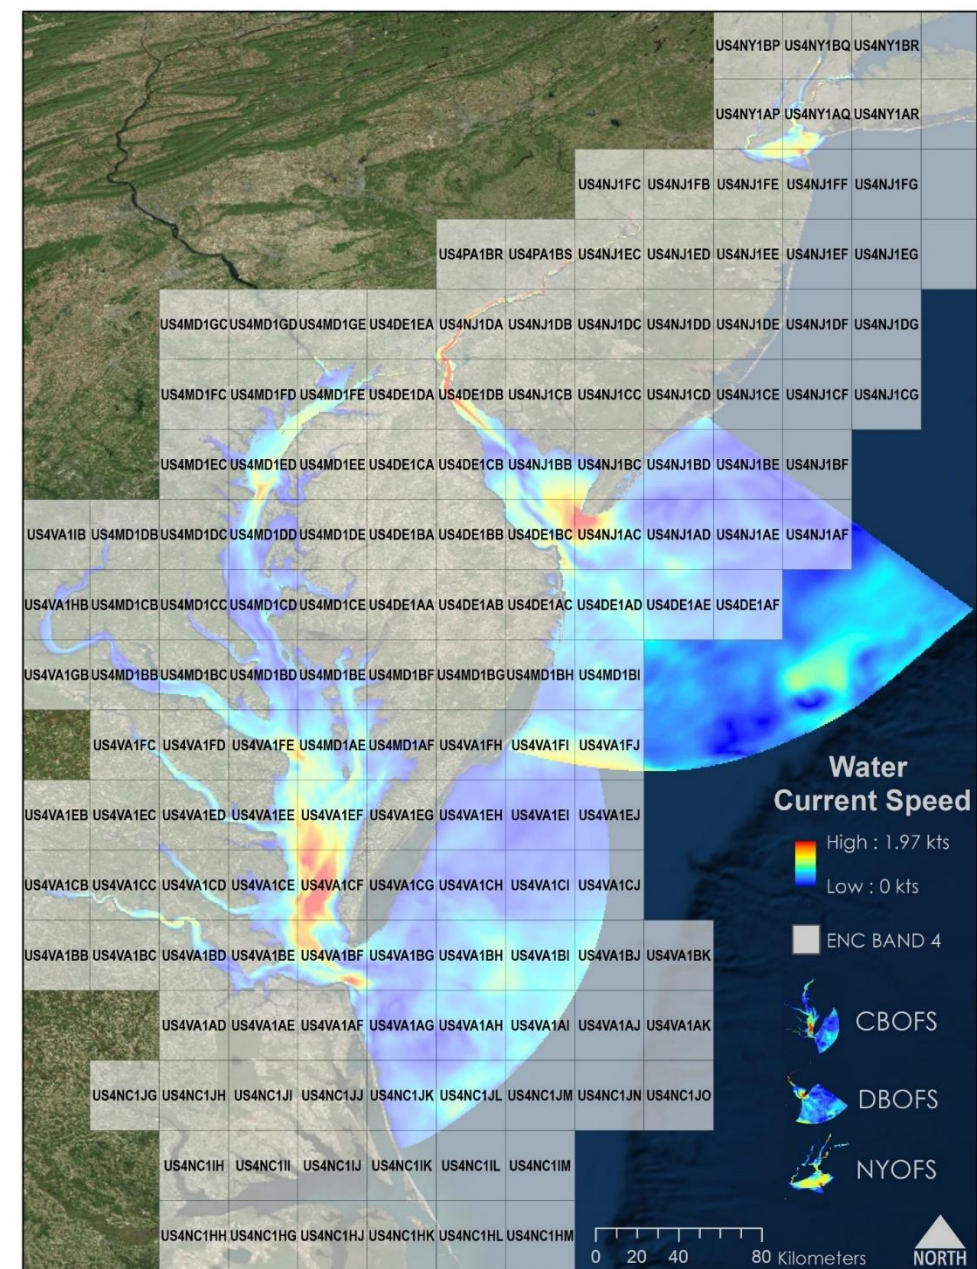 US4NY1BP US4NY1BQ US4NY1BR
US4NY1AP US4NY1AQ US4NY1AR
US4NJ1FC US4NJ1FB US4NJ1FE US4NJ1FF US4NJ1FG
US4PA1BR US4PA1BS US4NJ1EC US4NJ1ED US4NJ1EE US4NJ1EF US4NJ1EG
US4MD1GC US4MD1GD US4MD1GE US4DE1EA US4NJ1DA US4NJ1DB US4NJ1DC US4NJ1DD US4NJ1DE US4NJ1DF US4NJ1DG
US4MD1FC US4MD1FD US4MD1FE US4DE1DA US4DE1DB US4NJ1CB US4NJ1CC US4NJ1CD US4NJ1CE US4NJ1CF US4NJ1CG
US4MD1EC US4MD1ED US4MD1EE US4DE1CA US4DE1CB US4NJ1BB US4NJ1BC US4NJ1BD US4NJ1BE US4NJ1BF
US4VA1IB US4MD1DB US4MD1DC US4MD1DD US4MD1DE US4DE1BA US4DE1BB US4DE1BC US4NJ1AC US4NJ1AD US4NJ1AE US4NJ1AF
US4VA1HB US4MD1CB US4MD1CC US4MD1CD US4MD1CE US4DE1AA US4DE1AB US4DE1AC US4DE1AD US4DE1AE US4DE1AF
US4VA1GB US4MD1BB US4MD1BC US4MD1BD US4MD1BE US4MD1BF US4MD1BG US4MD1BH US4MD1BI
US4VA1FC US4VA1FD US4VA1FE US4MD1AE US4MD1AF US4VA1FH US4VA1FI US4VA1FJ
US4VA1EB US4VA1EC US4VA1ED US4VA1EE US4VA1EF US4VA1EG US4VA1EH US4VA1EI US4VA1EJ
US4VA1CB US4VA1CC US4VA1CD US4VA1CE US4VA1CF US4VA1CG US4VA1CH US4VA1CI US4VA1CJ
US4VA1BB US4VA1BC US4VA1BD US4VA1BE US4VA1BF US4VA1BG US4VA1BH US4VA1BI US4VA1BJ US4VA1BK
US4VA1AD US4VA1AE US4VA1AF US4VA1AG US4VA1AH US4VA1AI US4VA1AJ US4VA1AK
US4NC1JG US4NC1JH US4NC1JI US4NC1JJ US4NC1JK US4NC1JL US4NC1JM US4NC1JN US4NC1JO
US4NC1IH US4NC1II US4NC1IJ US4NC1IK US4NC1IL US4NC1IM
US4NC1HH US4NC1HG US4NC1HJ US4NC1HK US4NC1HL US4NC1HM
Water
Current Speed
High : 1.97 kts
Low : 0 kts
ENC BAND 4
CBOFS
DBOFS
NYOFS
0 20 40 80 Kilometers
NORTH